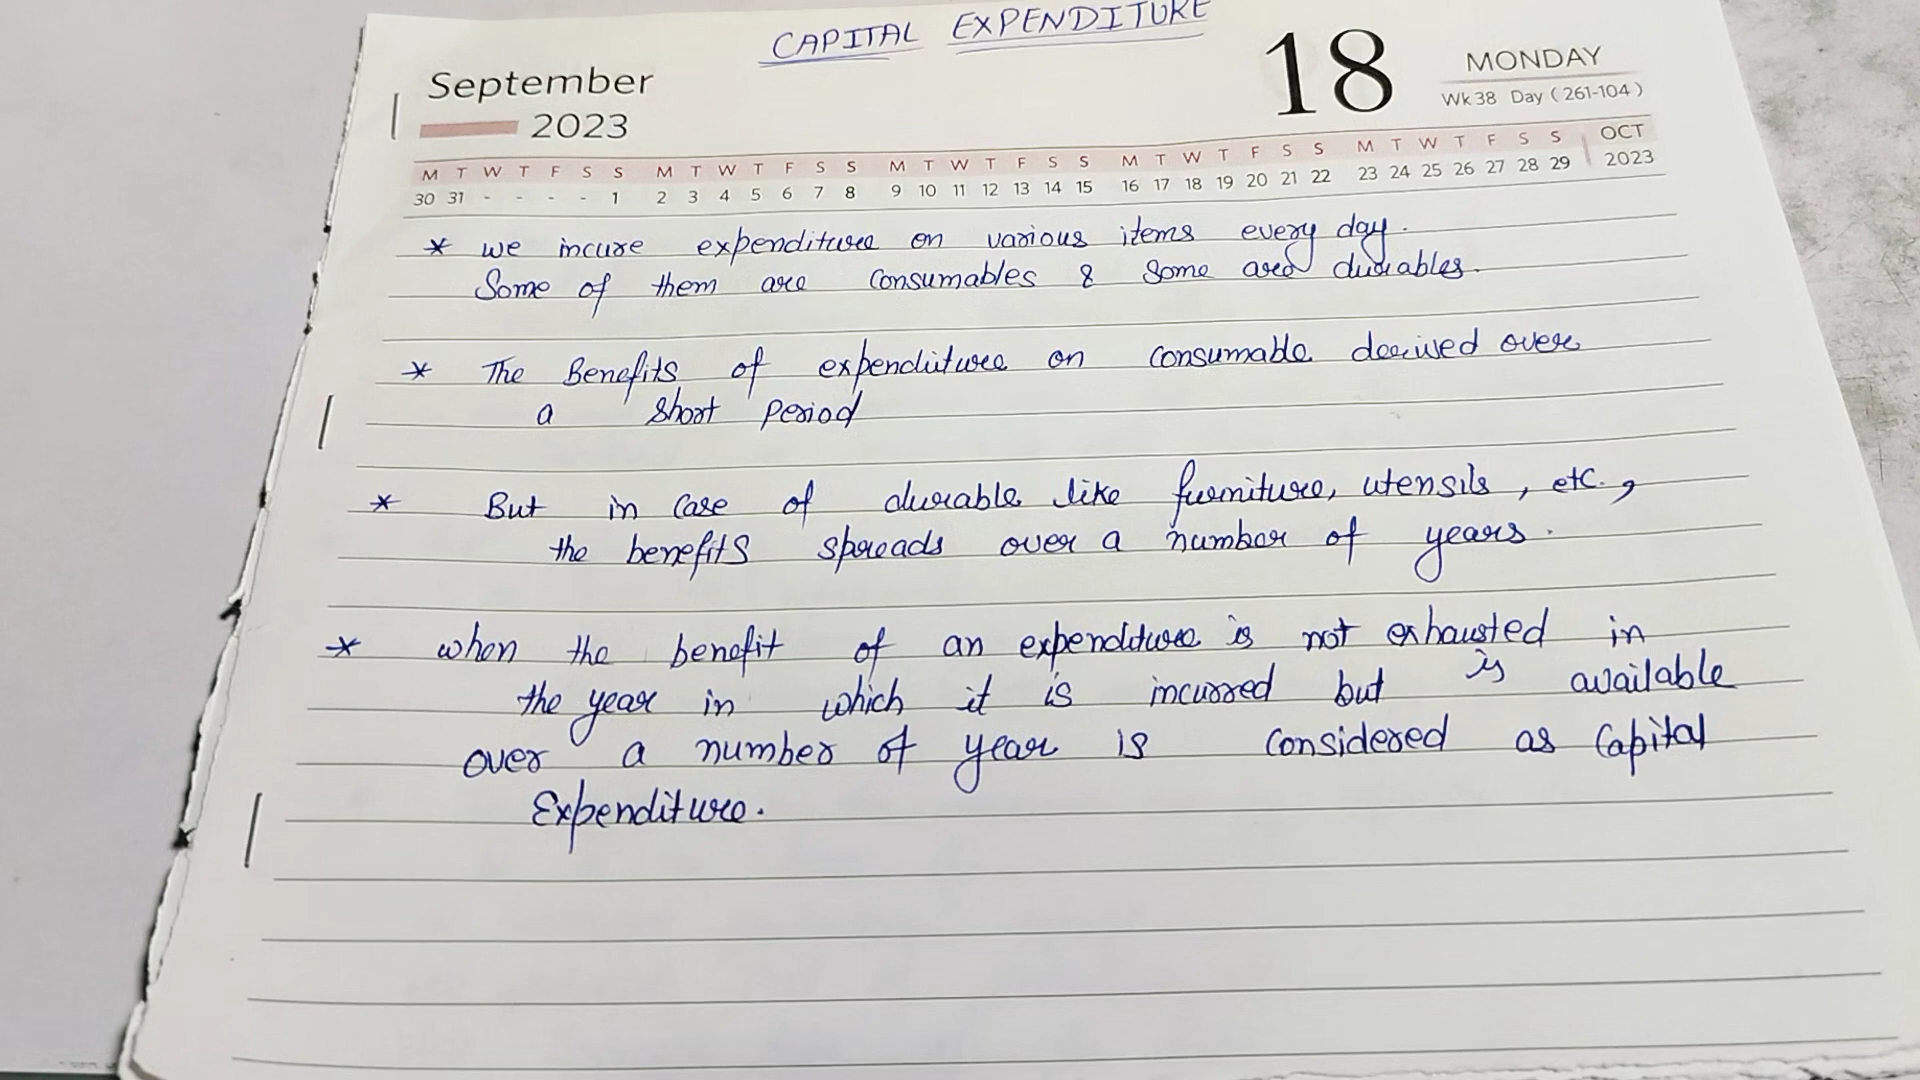 CAPITAL EXPENDITURE
September
2023
18
MONDAY
Wk 38 Day ( 261-104 )
M T W T F S S M T W T F S S M T W T F S S M T W T F S S M T W T F S S OCT
30 31 - - - - 1 2 3 4 5 6 7 8 9 10 11 12 13 14 15 16 17 18 19 20 21 22 23 24 25 26 27 28 29 2023
* we incure expenditure on various items every day.
Some of them are Consumables & Some are durables.
* The Benefits of expenditure on Consumable derived over
a Short Period
* But in Case of durable like furniture, utensils, etc.,
the benefits spreads over a number of years.
* when the benefit of an expenditure is not exhausted in
the year in which it is incurred but is available
over a number of year is Considered as Capital
Expenditure.